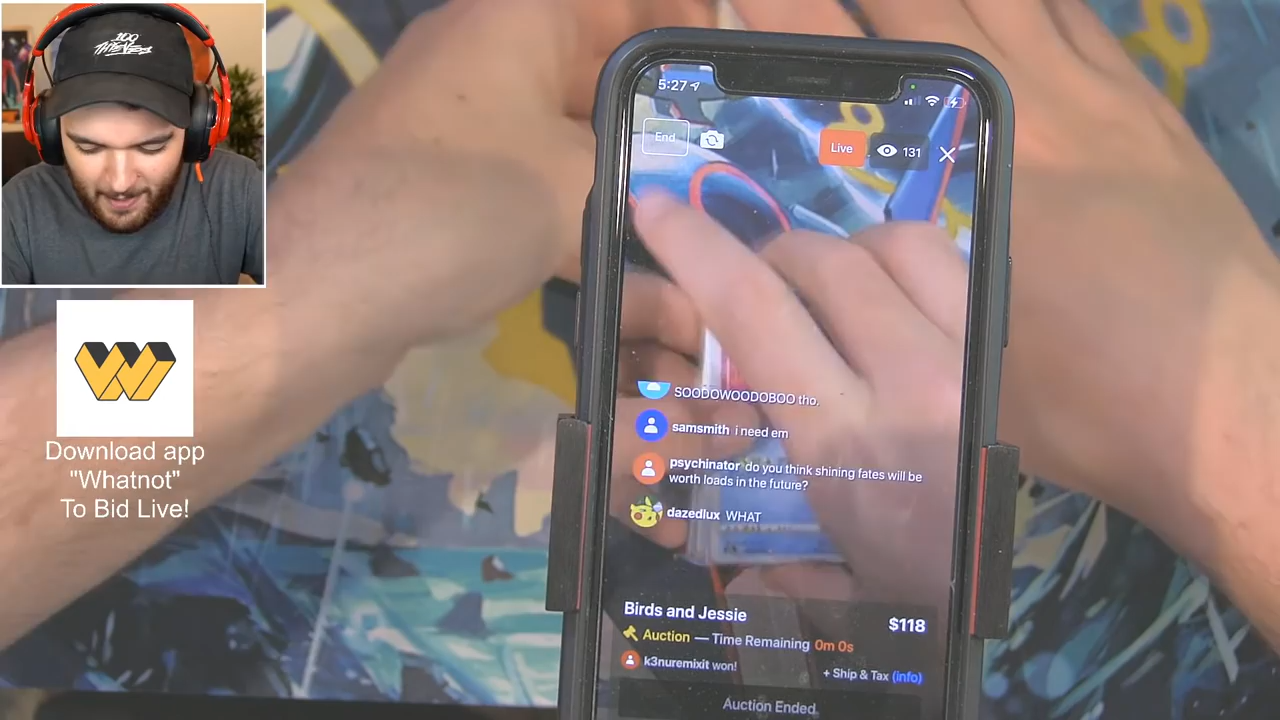 100
THIEVES
Download app
"Whatnot"
To Bid Live!
5:27
End
Live
131
SOODOWOODOBOO tho.
samsmith i need em
psychinator do you think shining fates will be
worth loads in the future?
dazedlux WHAT
Birds and Jessie
$118
Auction — Time Remaining 0m 0s
k3nuremixit won!
+ Ship & Tax (info)
Auction Ended